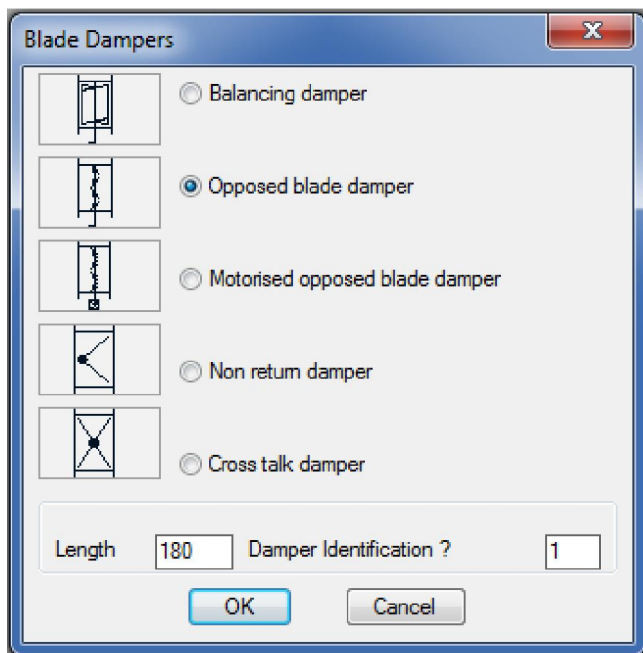 Blade Dampers
Balancing damper
Opposed blade damper
Motorised opposed blade damper
Non return damper
Cross talk damper
Length 180 Damper Identification ? 1
OK Cancel